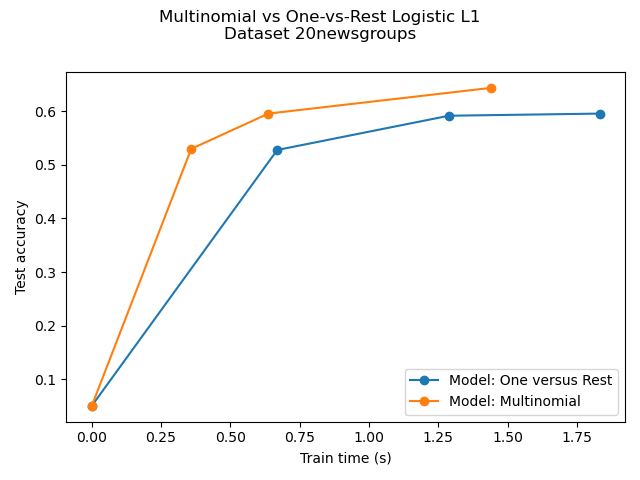 Multinomial vs One-vs-Rest Logistic L1
Dataset 20newsgroups
0.6
0.5
0.4
0.3
0.2
0.1
Test accuracy
Model: One versus Rest
Model: Multinomial
0.00 0.25 0.50 0.75 1.00 1.25 1.50 1.75
Train time (s)